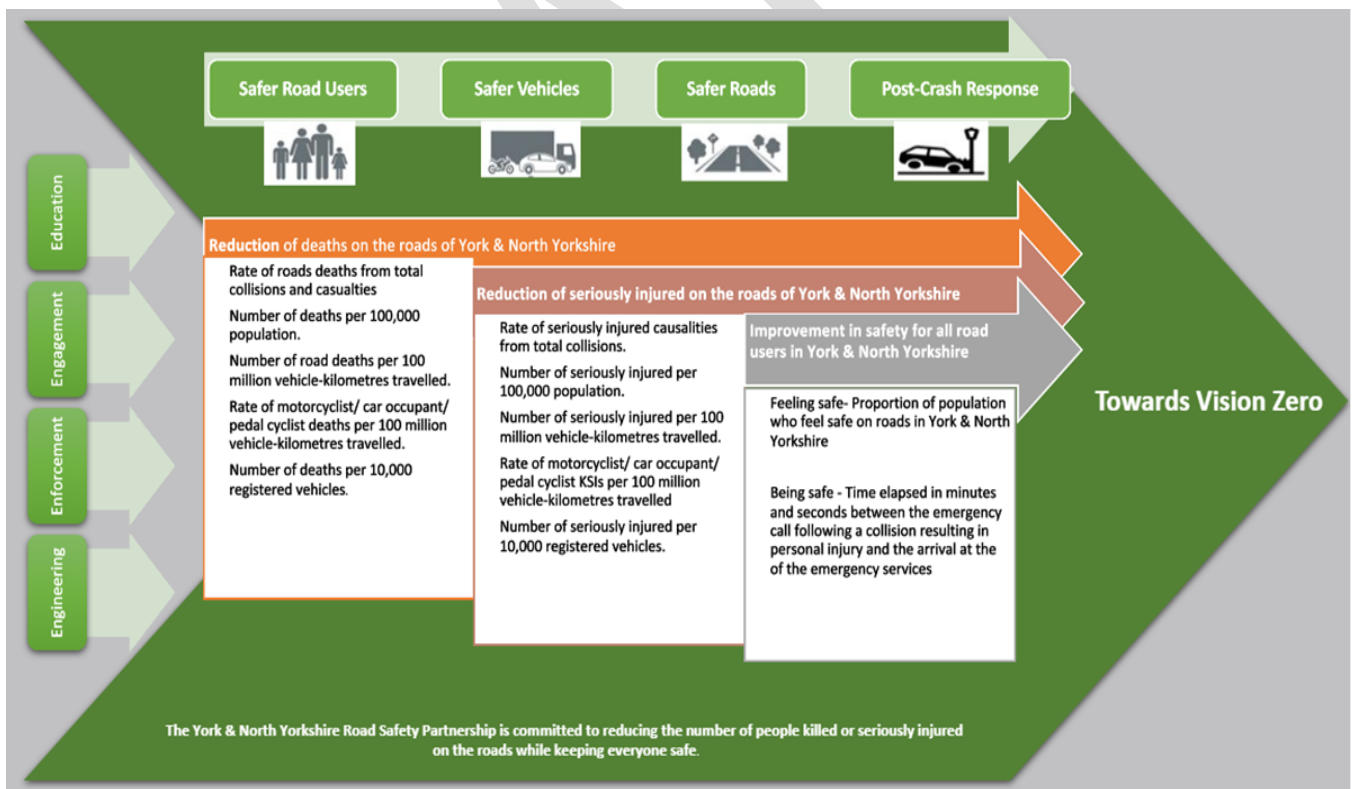 Safer Road Users
Safer Vehicles
Safer Roads
Post-Crash Response
Education
Engagement
Enforcement
Engineering
Reduction of deaths on the roads of York & North Yorkshire
Rate of roads deaths from total
collisions and casualties
Number of deaths per 100,000
population.
Number of road deaths per 100
million vehicle-kilometres travelled.
Rate of motorcyclist/ car occupant/
pedal cyclist deaths per 100 million
vehicle-kilometres travelled.
Number of deaths per 10,000
registered vehicles.
Reduction of seriously injured on the roads of York & North Yorkshire
Rate of seriously injured causalities
from total collisions.
Number of seriously injured per
100,000 population.
Number of seriously injured per 100
million vehicle-kilometres travelled.
Rate of motorcyclist/ car occupant/
pedal cyclist KSIs per 100 million
vehicle-kilometres travelled
Number of seriously injured per
10,000 registered vehicles.
Improvement in safety for all road
users in York & North Yorkshire
Feeling safe- Proportion of population
who feel safe on roads in York & North
Yorkshire
Being safe - Time elapsed in minutes
and seconds between the emergency
call following a collision resulting in
personal injury and the arrival at the
of the emergency services
Towards Vision Zero
The York & North Yorkshire Road Safety Partnership is committed to reducing the number of people killed or seriously injured
on the roads while keeping everyone safe.